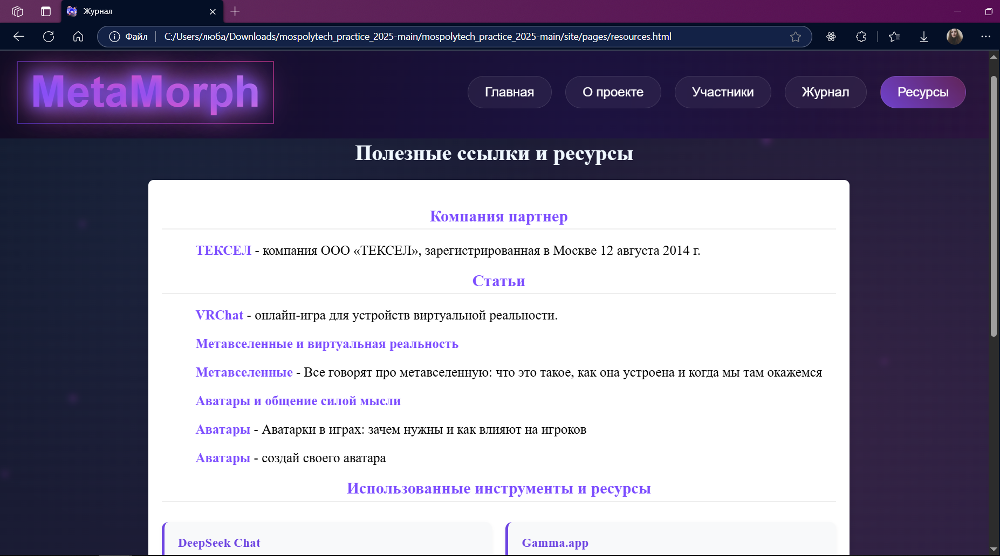 Журнал
Файл
C:/Users/люба/Downloads/mospolytech_practice_2025-main/mospolytech_practice_2025-main/site/pages/resources.html
MetaMorph
Главная
О проекте
Участники
Журнал
Ресурсы
Полезные ссылки и ресурсы
Компания партнер
ТЕКСЕЛ - компания ООО «ТЕКСЕЛ», зарегистрированная в Москве 12 августа 2014 г.
Статьи
VRChat - онлайн-игра для устройств виртуальной реальности.
Метавселенные и виртуальная реальность
Метавселенные - Все говорят про метавселенную: что это такое, как она устроена и когда мы там окажемся
Аватары и общение силой мысли
Аватары - Аватарки в играх: зачем нужны и как влияют на игроков
Аватары - создай своего аватара
Использованные инструменты и ресурсы
DeepSeek Chat
Gamma.app